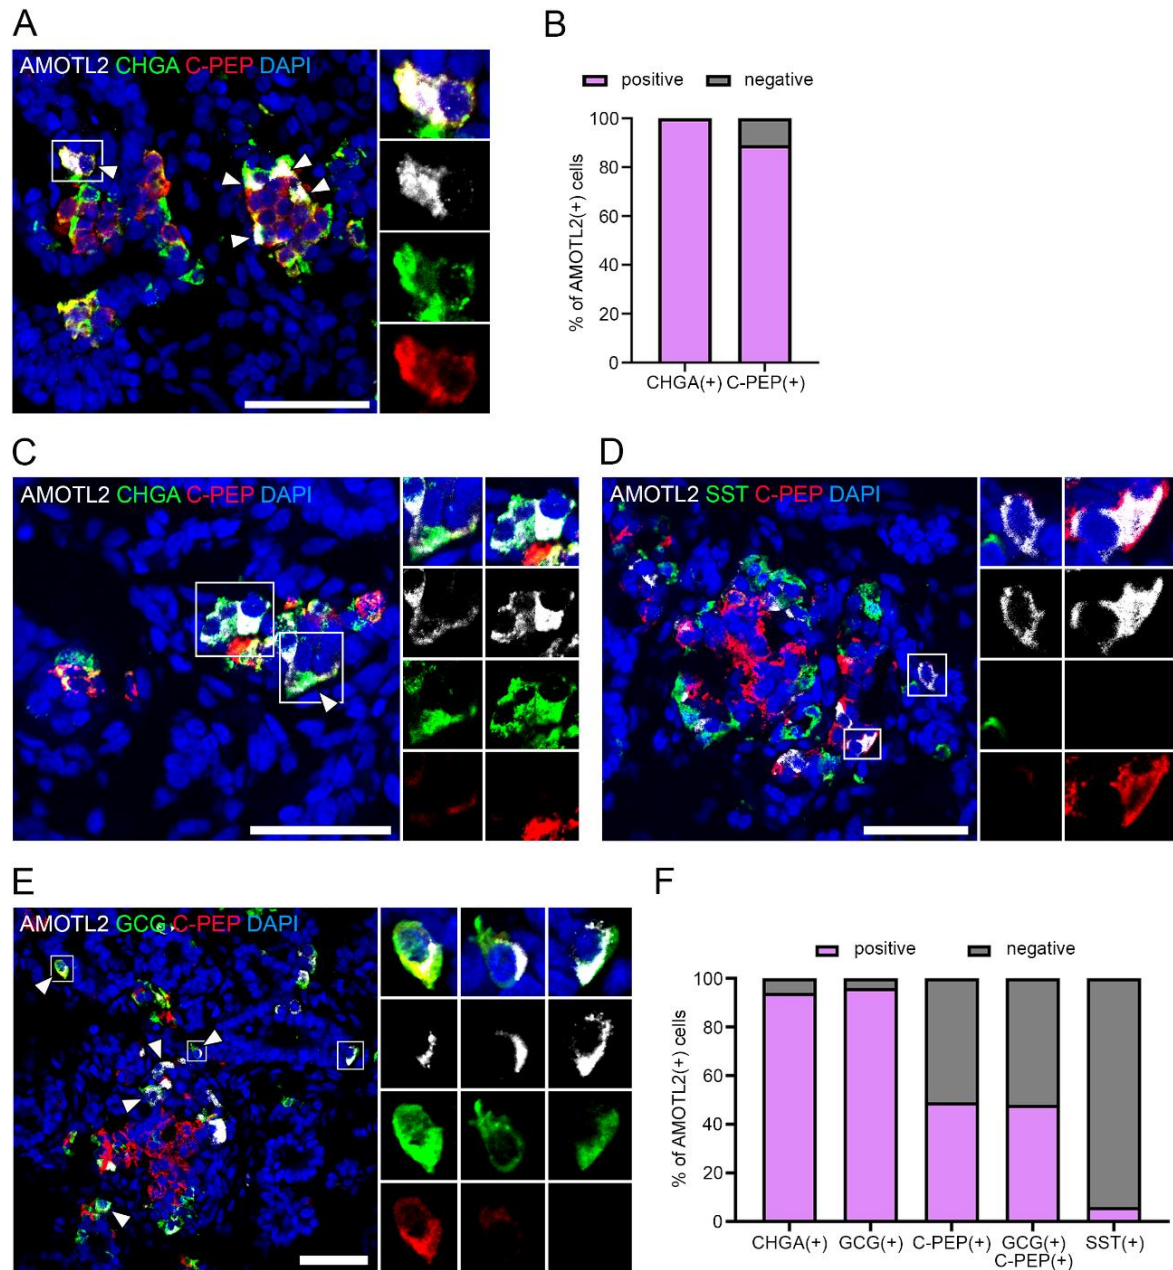 A
AMOTL2 CHGA C-PEP DAPI
B
positive negative
% of AMOTL2(+) cells
100
80
60
40
20
0
CHGA(+) C-PEP(+)
C
AMOTL2 CHGA C-PEP DAPI
D
AMOTL2 SST C-PEP DAPI
E
AMOTL2 GCG C-PEP DAPI
F
positive negative
% of AMOTL2(+) cells
100
80
60
40
20
0
CHGA(+) GCG(+) C-PEP(+) GCG(+) SST(+)
C-PEP(+)